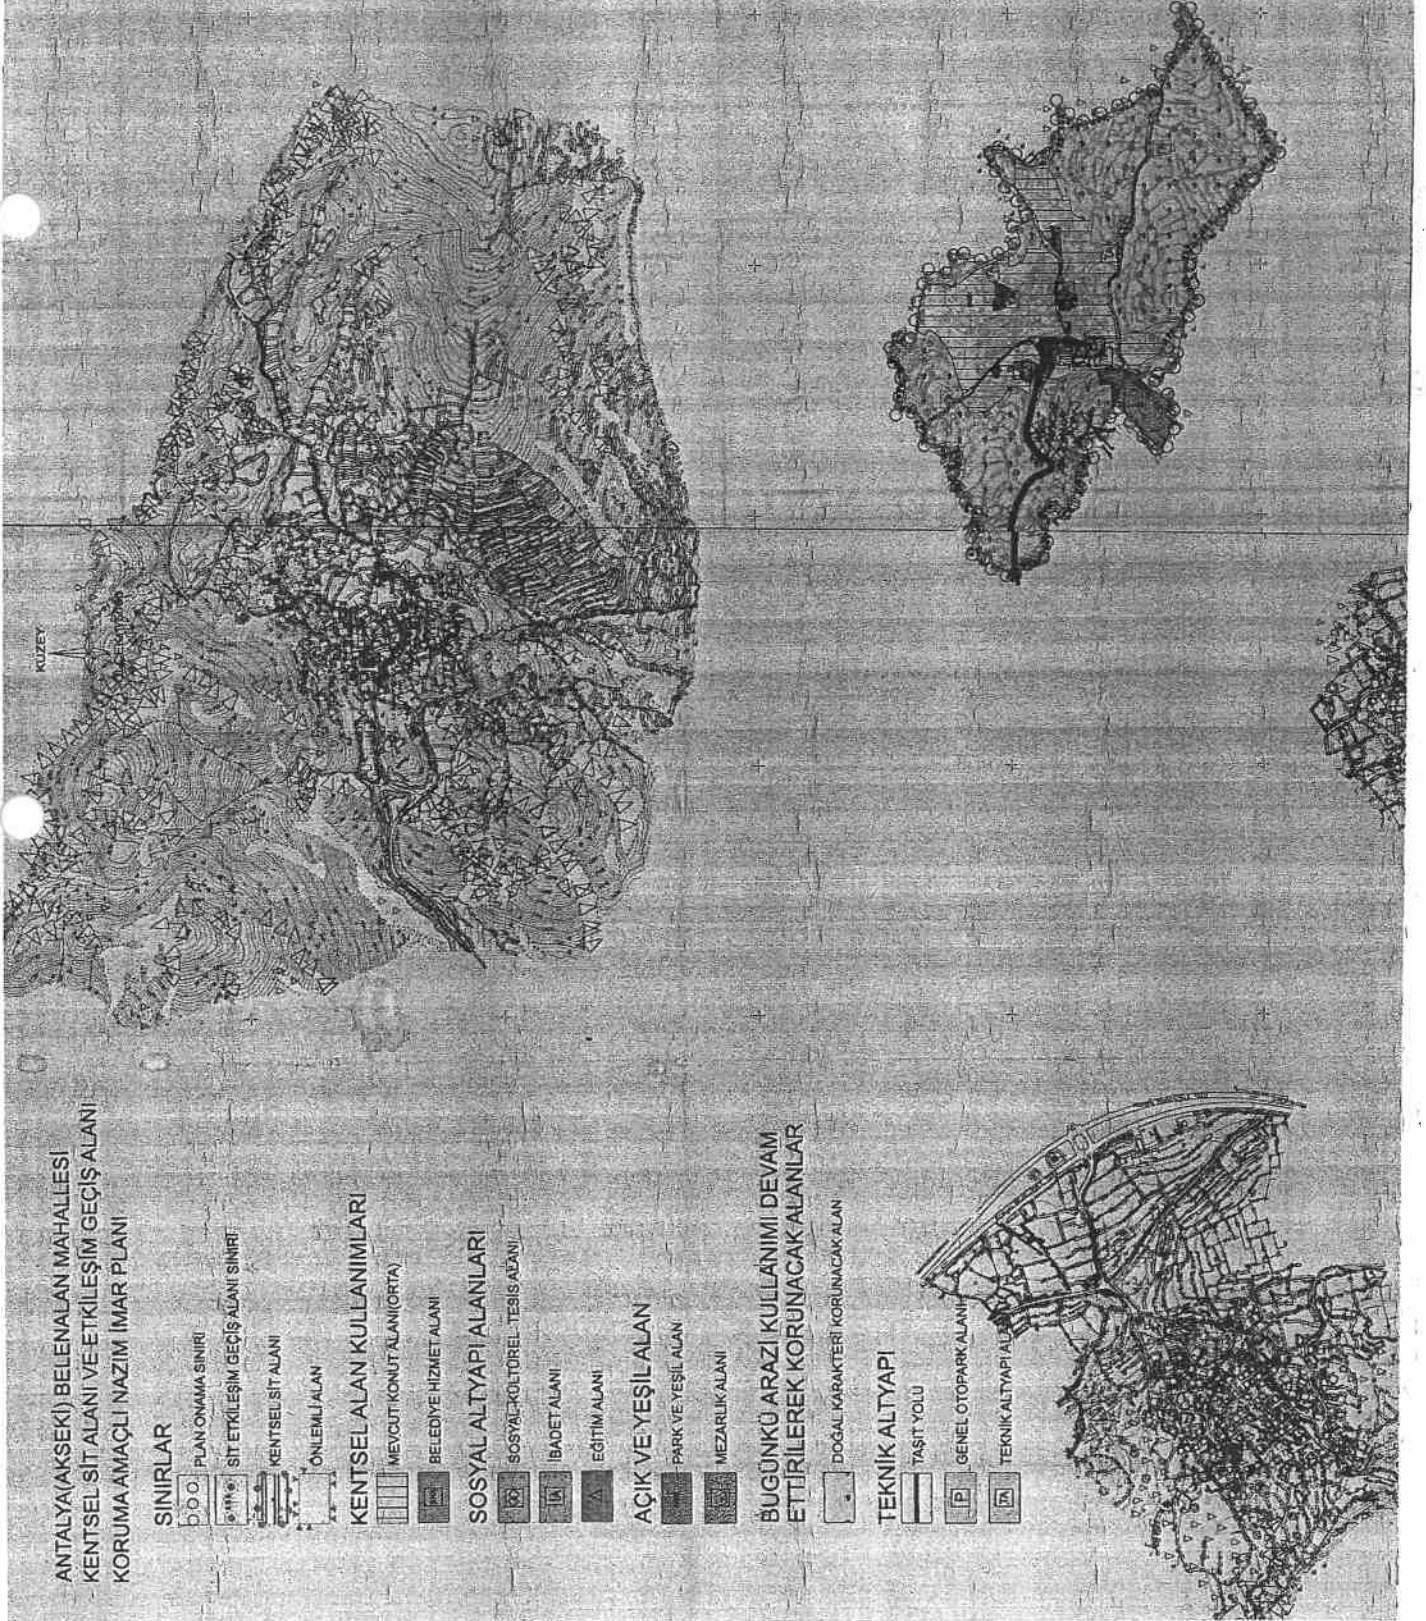 ANTALYA(AKSEKİ) BELENALAN MAHALLESİ
KENTSEL SİT ALANI VE ETKİLEŞİM GEÇİŞ ALANI
KORUMA AMAÇLI NAZIM İMAR PLANI
SINIRLAR
PLAN ONAMA SINIRI
SİT ETKİLEŞİM GEÇİŞ ALANI SINIRI
KENTSEL SİT ALANI
ÖNLEMLİ ALAN
KENTSEL ALAN KULLANIMLARI
MEVCUT KONUT ALANI(ORTA)
BELEDİYE HİZMET ALANI
SOSYAL ALTYAPI ALANLARI
SOSYAL KÜLTÜREL TESİS ALANI
İBADET ALANI
EĞİTİM ALANI
AÇIK VE YEŞİL ALAN
PARK VE YEŞİL ALAN
MEZARLIK ALANI
BUGÜNKÜ ARAZİ KULLANIMI DEVAM
ETTİRİLEREK KORUNACAK ALANLAR
DOĞAL KARAKTERİ KORUNACAK ALAN
TEKNİK ALTYAPI
TAŞIT YOLU
P
GENEL OTOPARK ALANI
TA
TEKNİK ALTYAPI
KUZEY